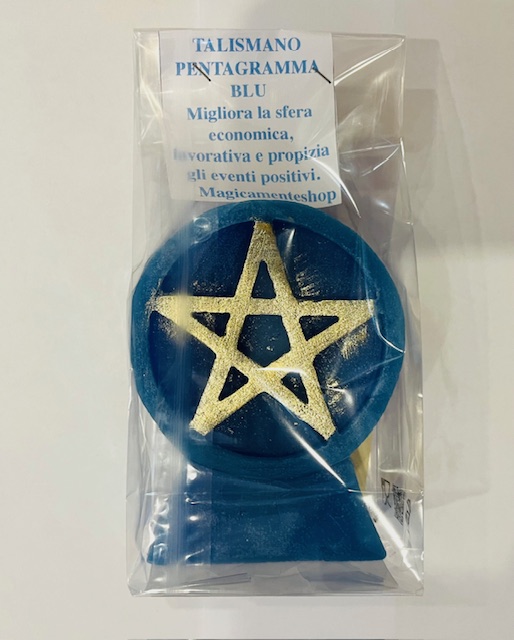 TALISMANO
PENTAGRAMMA
BLU
Migliora la sfera
economica,
lavorativa e propizia
gli eventi positivi.
Magicamenteshop